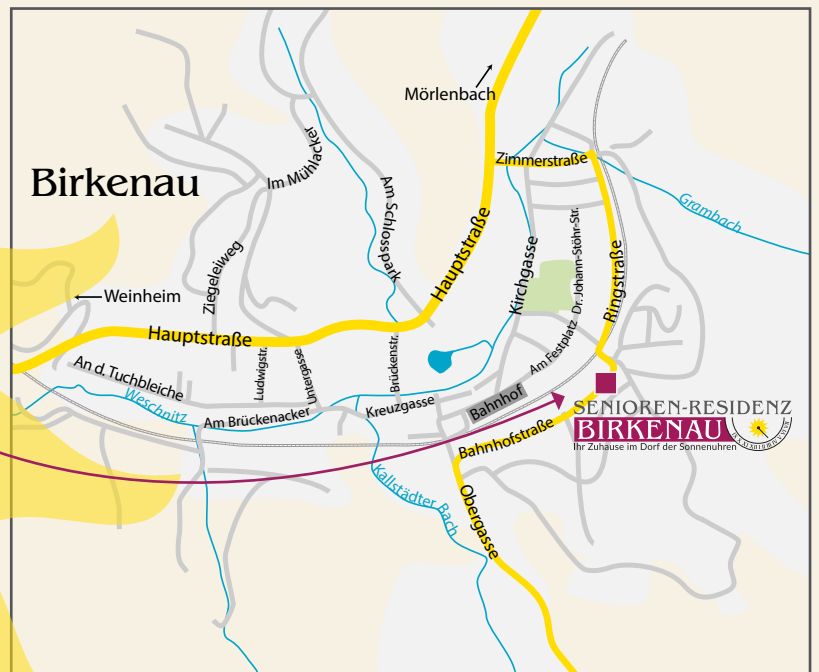 Mörlenbach
Zimmerstraße
Im Mühlacker
Birkenau
Am Schlosspark
Grambach
Hauptstraße
Kirchgasse
Dr. Johann-Stöhr-Str.
Ringstraße
Ziegeleiweg
Weinheim
Hauptstraße
Am Festplatz
An d. Tuchbleiche
Ludwigstr.
Untergasse
Brückenstr.
Weschnitz
Am Brückenacker
Kreuzgasse
Bahnhof
SENIOREN-RESIDENZ
BIRKENAU
Ihr Zuhause im Dorf der Sonnenuhren
Bahnhofstraße
Kallstädter Bach
Obergasse